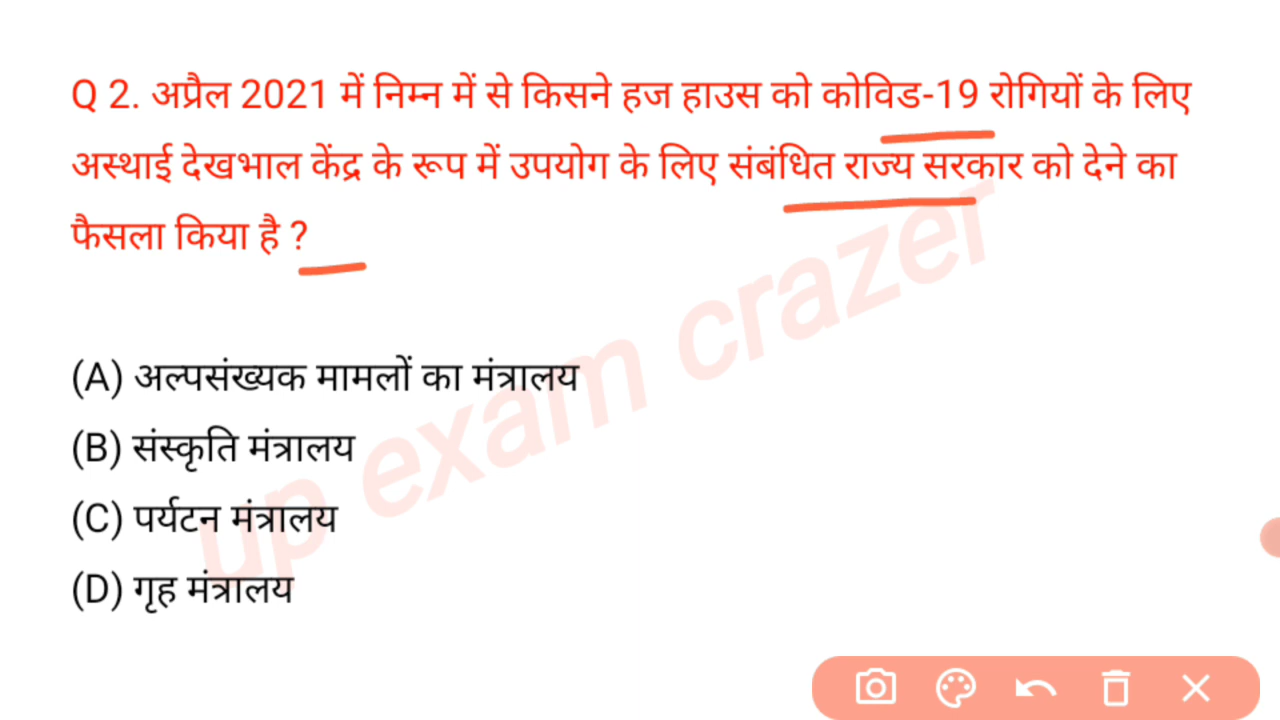 Q 2. अप्रैल 2021 में निम्न में से किसने हज हाउस को कोविड-19 रोगियों के लिए
अस्थाई देखभाल केंद्र के रूप में उपयोग के लिए संबंधित राज्य सरकार को देने का
फैसला किया है ?
(A) अल्पसंख्यक मामलों का मंत्रालय
(B) संस्कृति मंत्रालय
(C) पर्यटन मंत्रालय
(D) गृह मंत्रालय
up exam crazer